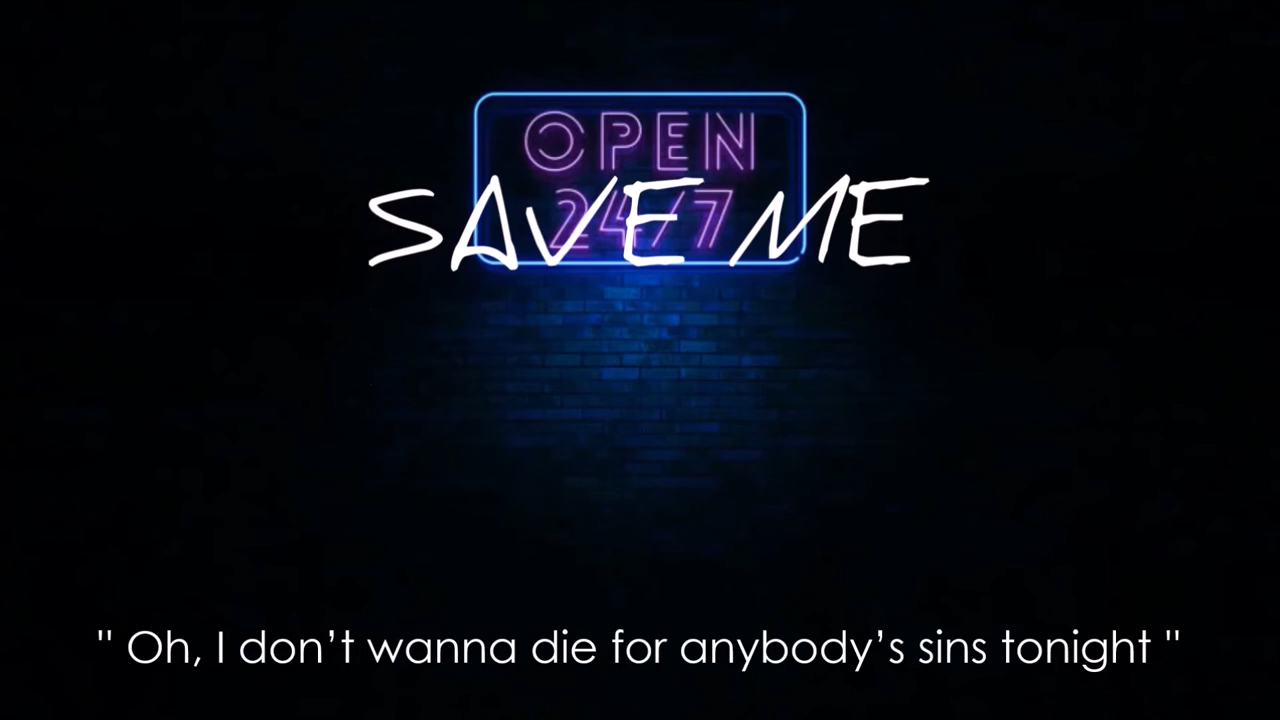 OPEN
24/7
SAVE ME
" Oh, I don’t wanna die for anybody’s sins tonight "